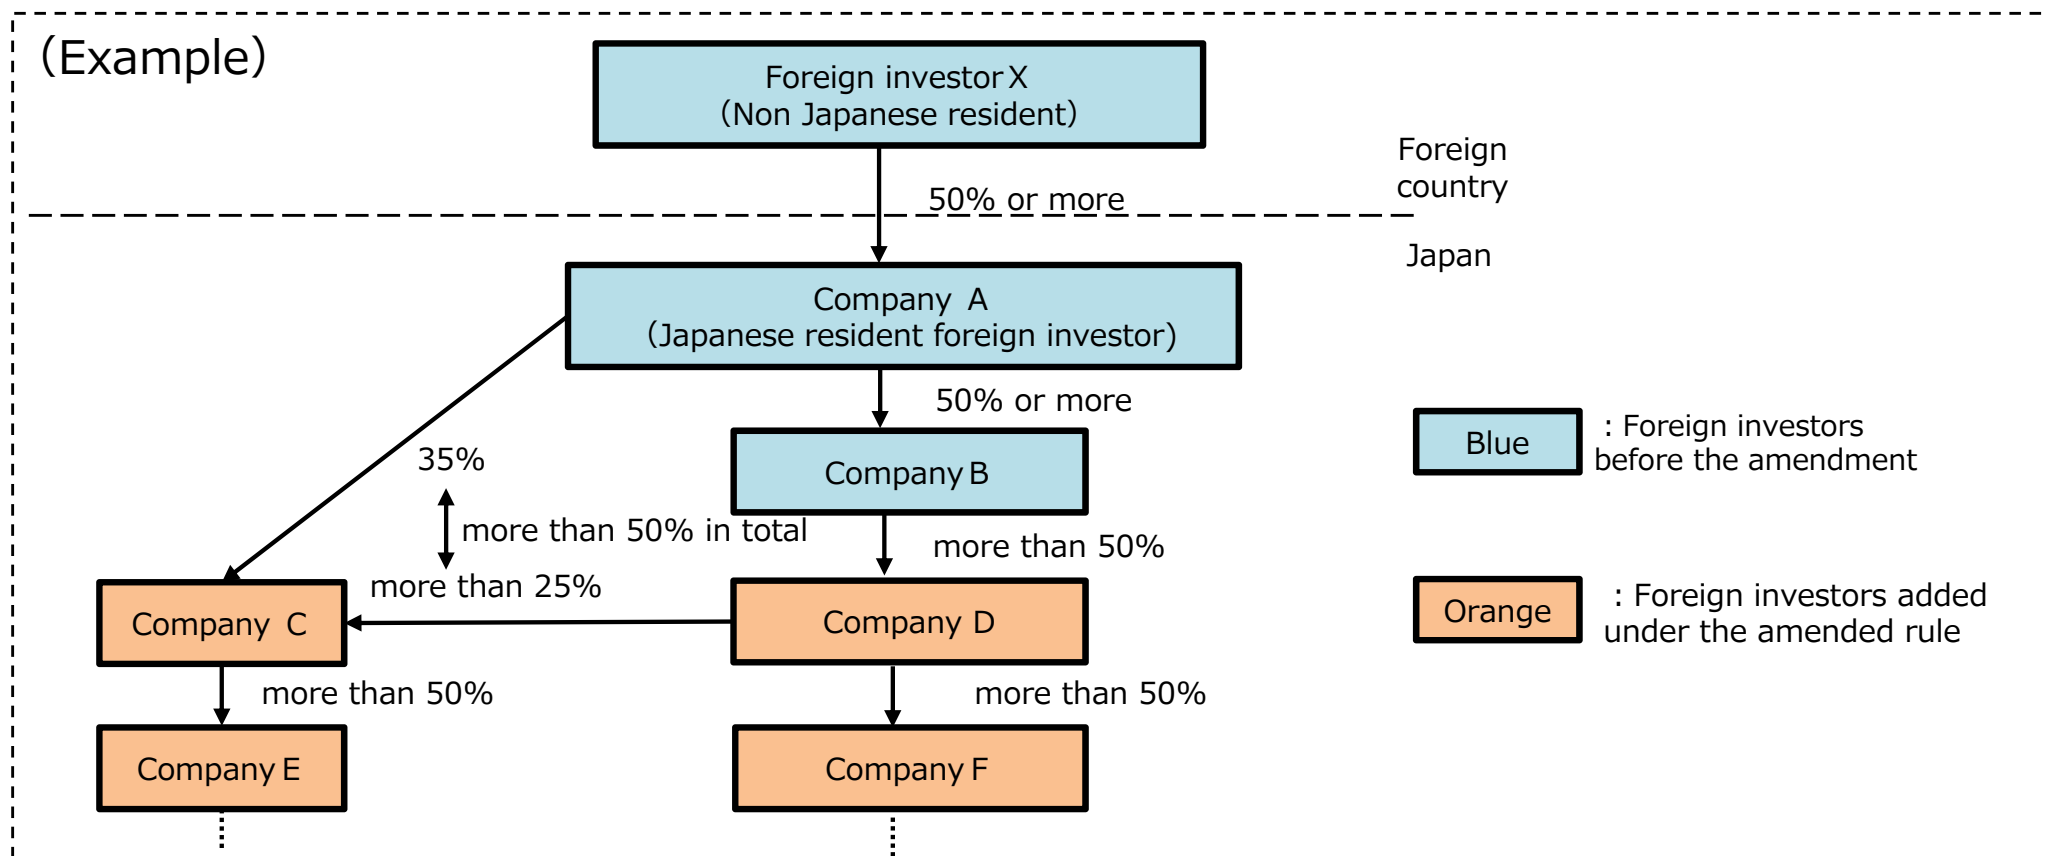 (Example)
Foreign investor X
(Non Japanese resident)
Foreign
country
50% or more
Japan
Company A
(Japanese resident foreign investor)
50% or more
35%
Company B
more than 50% in total
more than 50%
more than 25%
Company C
Company D
more than 50%
more than 50%
Company E
Company F
Blue
: Foreign investors
before the amendment
Orange
: Foreign investors added
under the amended rule